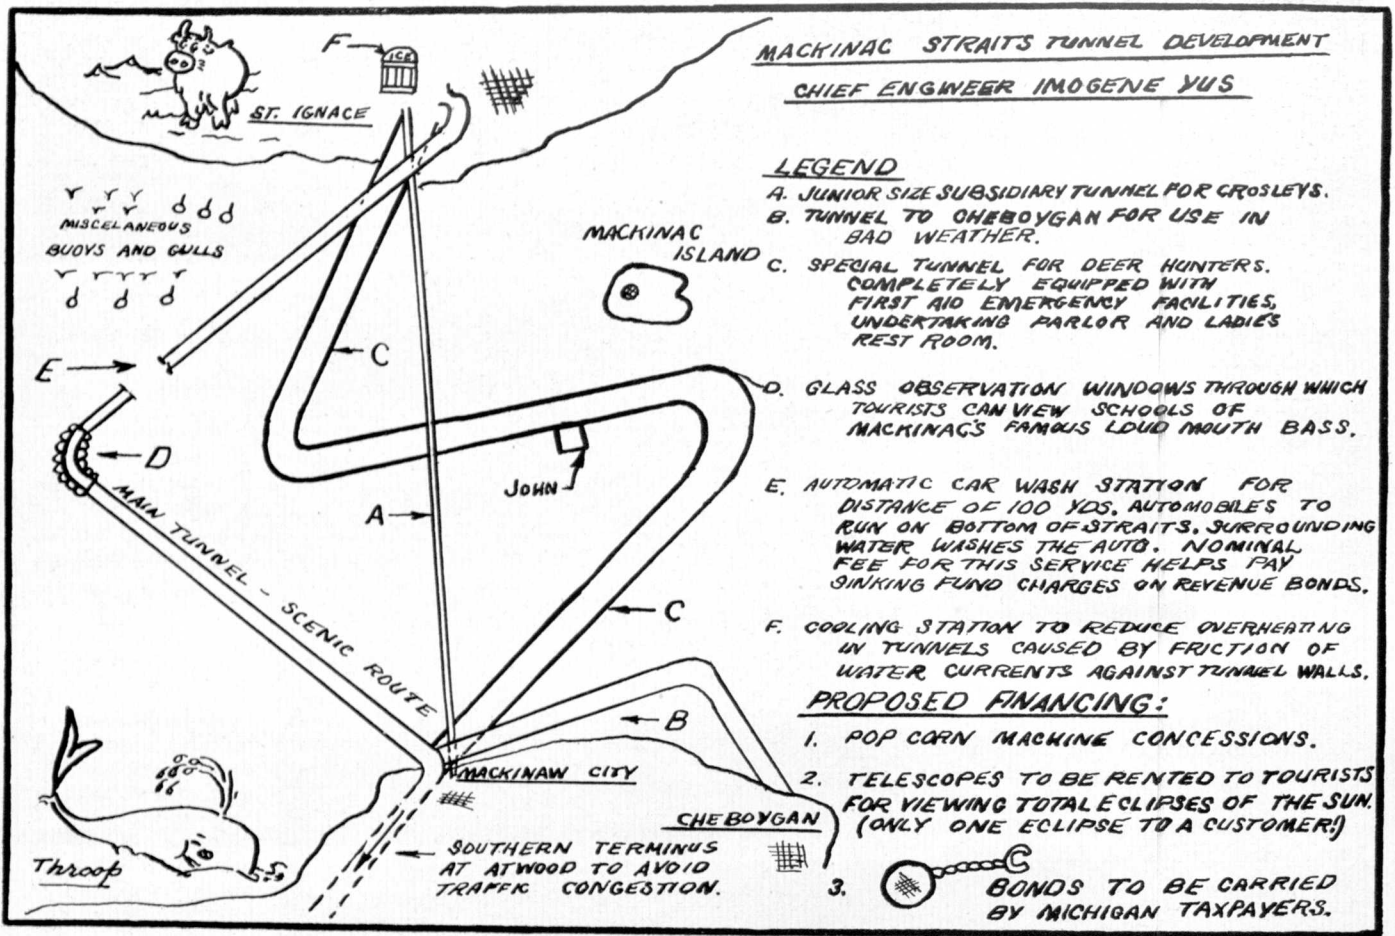 MACKINAC STRAITS TUNNEL DEVELOPMENT
CHIEF ENGINEER IMOGENE YUS
F
ICE
ST. IGNACE
MISCELANEOUS
BUOYS AND GULLS
MACKINAC
ISLAND
E
C
D
A
JOHN
MAIN TUNNEL - SCENIC ROUTE
C
B
MACKINAW CITY
CHEBOYGAN
SOUTHERN TERMINUS
AT ATWOOD TO AVOID
TRAFFIC CONGESTION.
Throop
LEGEND
A. JUNIOR SIZE SUBSIDIARY TUNNEL FOR CROSLEYS.
B. TUNNEL TO CHEBOYGAN FOR USE IN
BAD WEATHER.
C. SPECIAL TUNNEL FOR DEER HUNTERS.
COMPLETELY EQUIPPED WITH
FIRST AID EMERGENCY FACILITIES,
UNDERTAKING PARLOR AND LADIES
REST ROOM.
D. GLASS OBSERVATION WINDOWS THROUGH WHICH
TOURISTS CAN VIEW SCHOOLS OF
MACKINAC'S FAMOUS LOUD MOUTH BASS.
E. AUTOMATIC CAR WASH STATION FOR
DISTANCE OF 100 YDS. AUTOMOBILES TO
RUN ON BOTTOM OF STRAITS. SURROUNDING
WATER WASHES THE AUTO. NOMINAL
FEE FOR THIS SERVICE HELPS PAY
SINKING FUND CHARGES ON REVENUE BONDS.
F. COOLING STATION TO REDUCE OVERHEATING
IN TUNNELS CAUSED BY FRICTION OF
WATER CURRENTS AGAINST TUNNEL WALLS.
PROPOSED FINANCING:
1. POP CORN MACHINE CONCESSIONS.
2. TELESCOPES TO BE RENTED TO TOURISTS
FOR VIEWING TOTAL ECLIPSES OF THE SUN.
(ONLY ONE ECLIPSE TO A CUSTOMER!)
3. BONDS TO BE CARRIED
BY MICHIGAN TAXPAYERS.